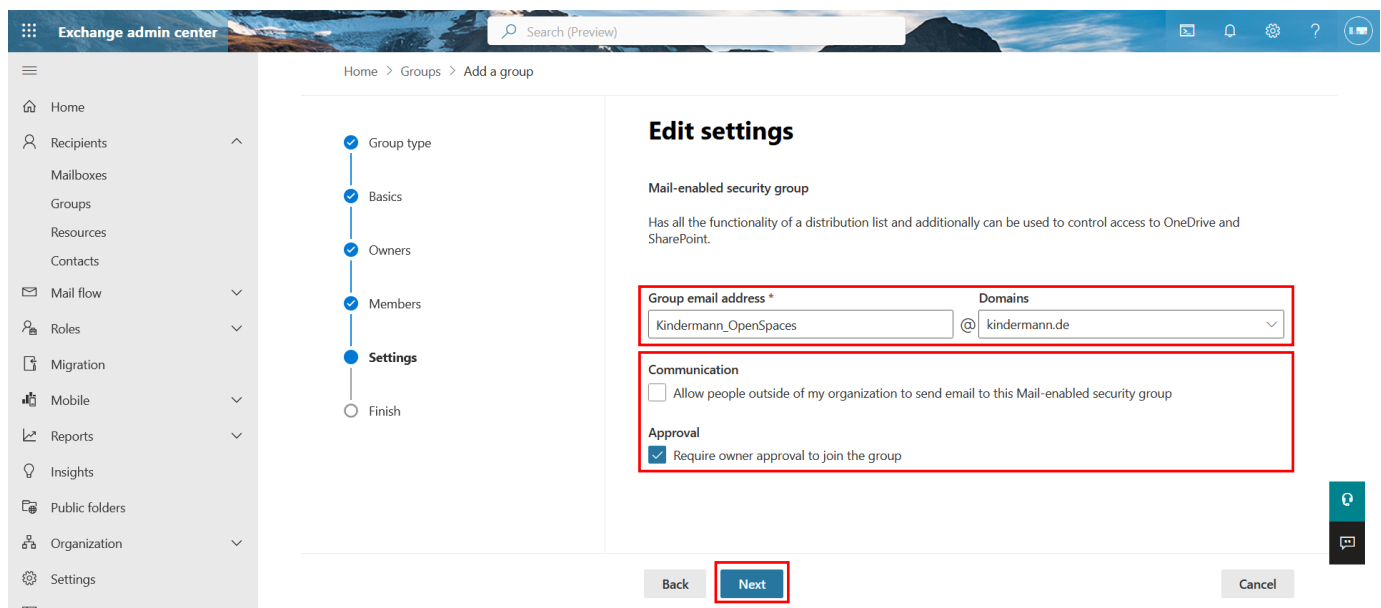 Exchange admin center
Search (Preview)
?
Home > Groups > Add a group
Home
Recipients
Mailboxes
Groups
Resources
Contacts
Mail flow
Roles
Migration
Mobile
Reports
Insights
Public folders
Organization
Settings
Group type
Basics
Owners
Members
Settings
Finish
Edit settings
Mail-enabled security group
Has all the functionality of a distribution list and additionally can be used to control access to OneDrive and
SharePoint.
Group email address * Domains
Kindermann_OpenSpaces @ kindermann.de
Communication
Allow people outside of my organization to send email to this Mail-enabled security group
Approval
Require owner approval to join the group
Back Next Cancel